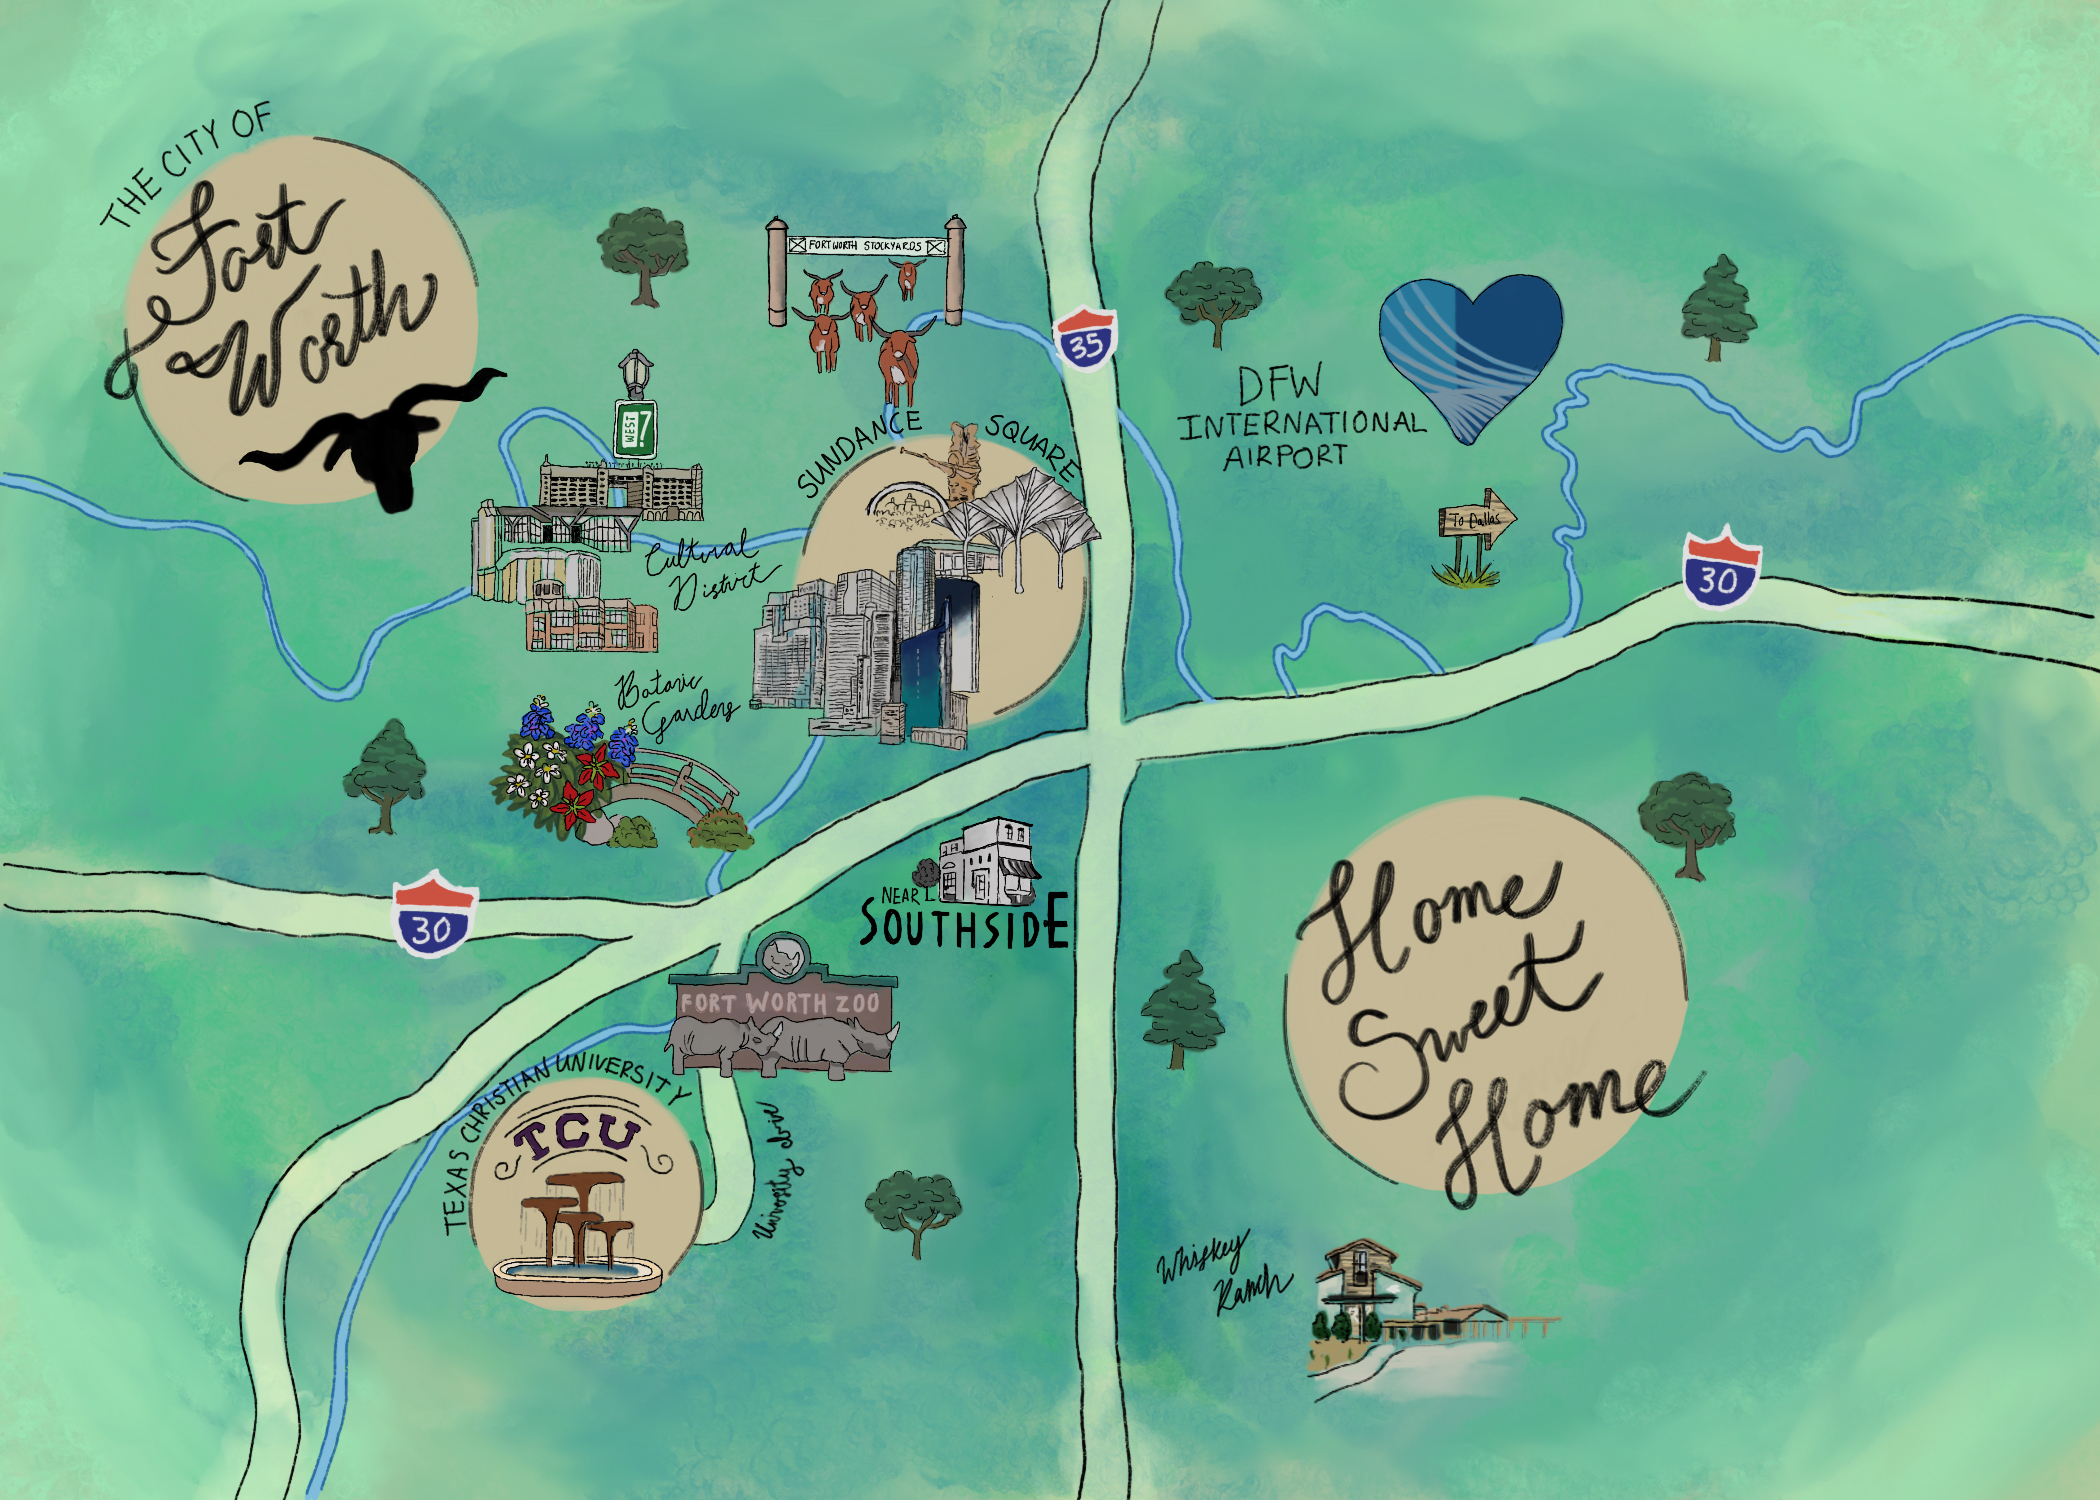 THE CITY OF
Fort
Worth
FORT WORTH STOCKYARDS
35
WEST
7
SUNDANCE SQUARE
DFW
INTERNATIONAL
AIRPORT
To Dallas
30
Cultural
District
Botanic
Gardens
30
NEAR
SOUTHSIDE
FORT WORTH ZOO
TEXAS CHRISTIAN UNIVERSITY
TCU
University drive
Home
Sweet
Home
Whiskey
Ranch